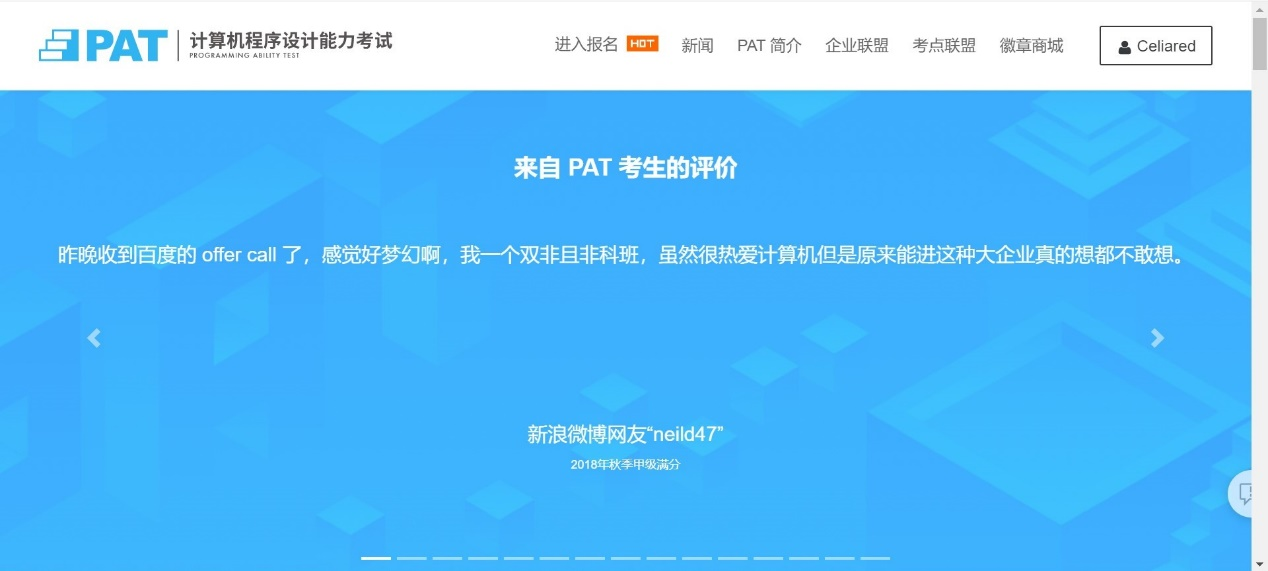 PAT 计算机程序设计能力考试
PROGRAMMING ABILITY TEST
进入报名 HOT 新闻 PAT 简介 企业联盟 考点联盟 徽章商城 Celiared
来自 PAT 考生的评价
昨晚收到百度的 offer call 了，感觉好梦幻啊，我一个双非且非科班，虽然很热爱计算机但是原来能进这种大企业真的想都不敢想。
新浪微博网友“neild47”
2018年秋季甲级满分